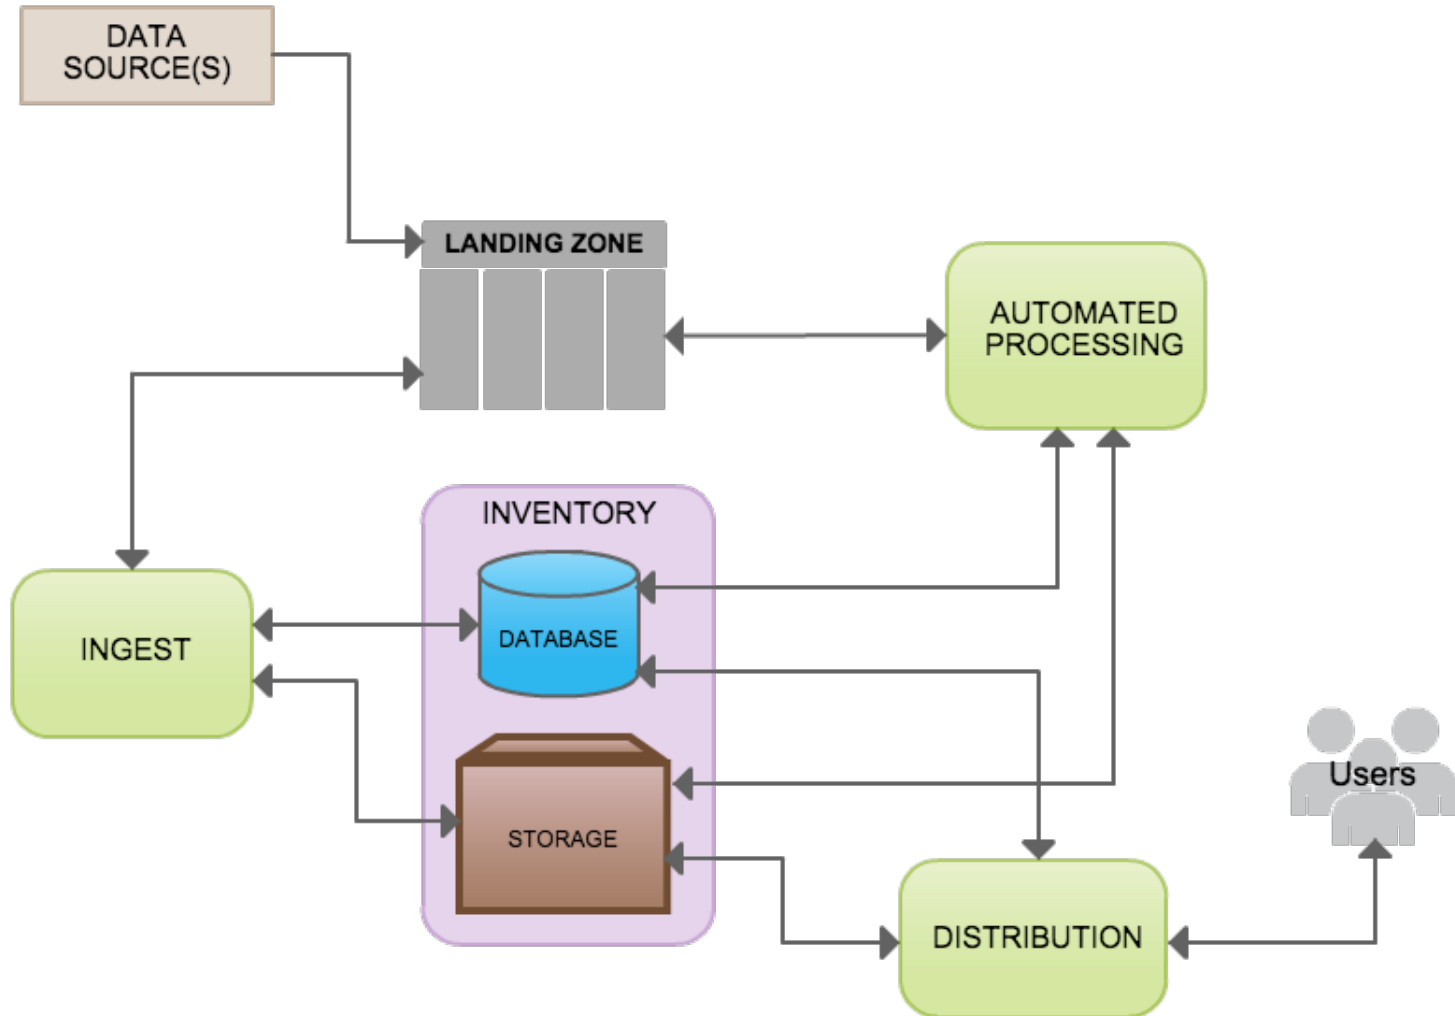 DATA
SOURCE(S)
LANDING ZONE
AUTOMATED
PROCESSING
INVENTORY
DATABASE
INGEST
STORAGE
Users
DISTRIBUTION